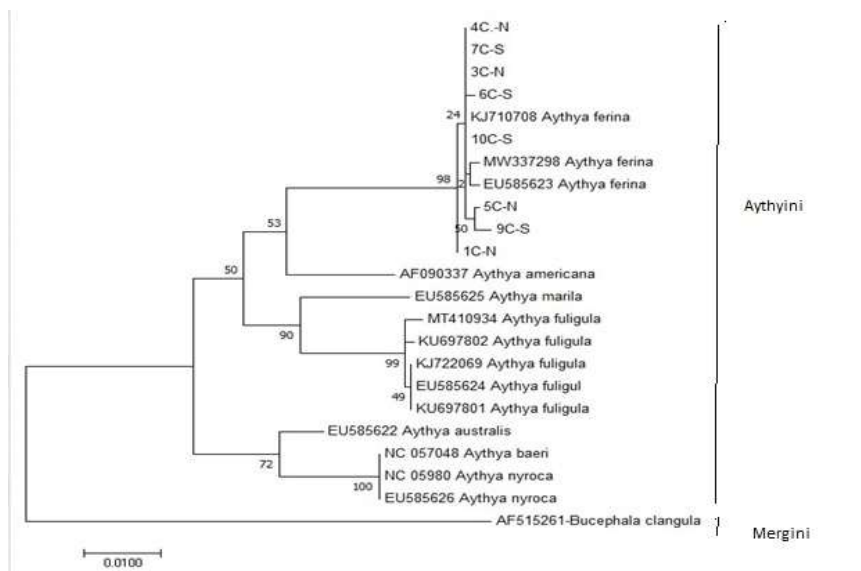 4C.-N
7C-S
3C-N
6C-S
24
KJ710708 Aythya ferina
10C-S
MW337298 Aythya ferina
98
2
EU585623 Aythya ferina
5C-N
Aythyini
53
50
9C-S
1C-N
50
AF090337 Aythya americana
EU585625 Aythya marila
MT410934 Aythya fuligula
90
KU697802 Aythya fuligula
99
KJ722069 Aythya fuligula
EU585624 Aythya fuligul
49
KU697801 Aythya fuligula
EU585622 Aythya australis
72
NC 057048 Aythya baeri
NC 05980 Aythya nyroca
100
EU585626 Aythya nyroca
AF515261-Bucephala clangula
Mergini
0.0100